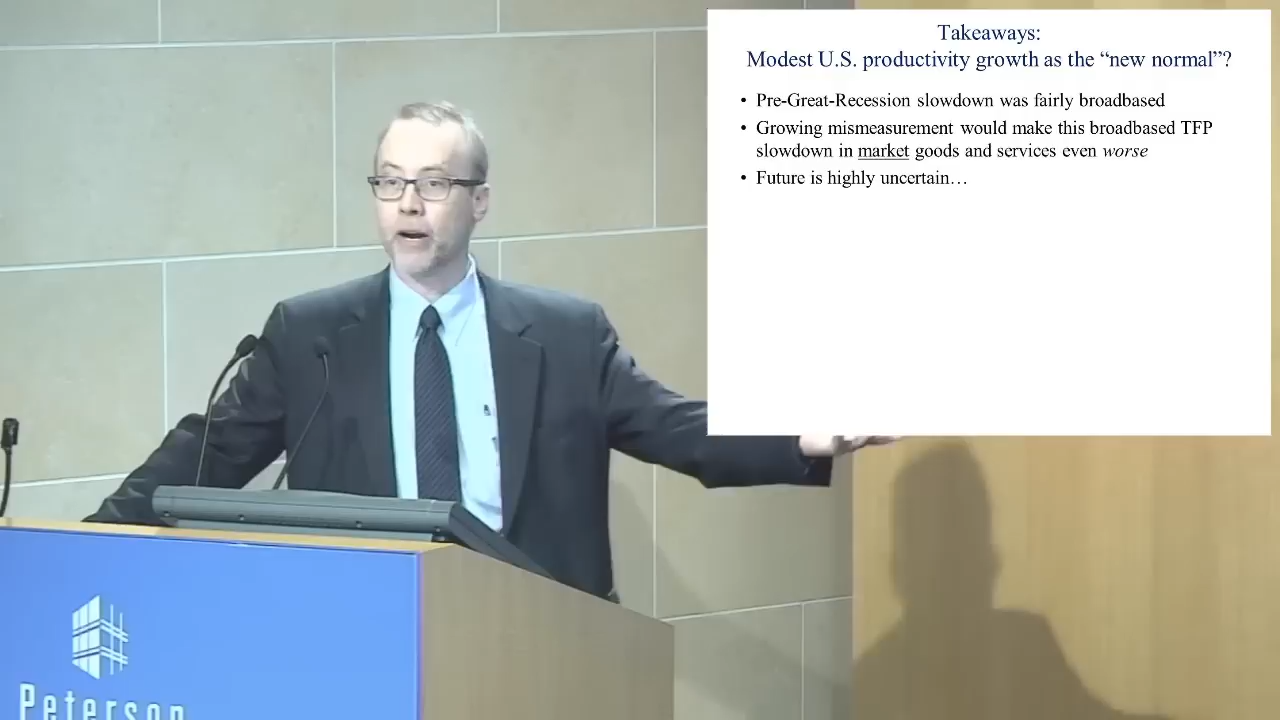 Takeaways:
Modest U.S. productivity growth as the “new normal”?
• Pre-Great-Recession slowdown was fairly broadbased
• Growing mismeasurement would make this broadbased TFP
slowdown in market goods and services even worse
• Future is highly uncertain…
Peterson